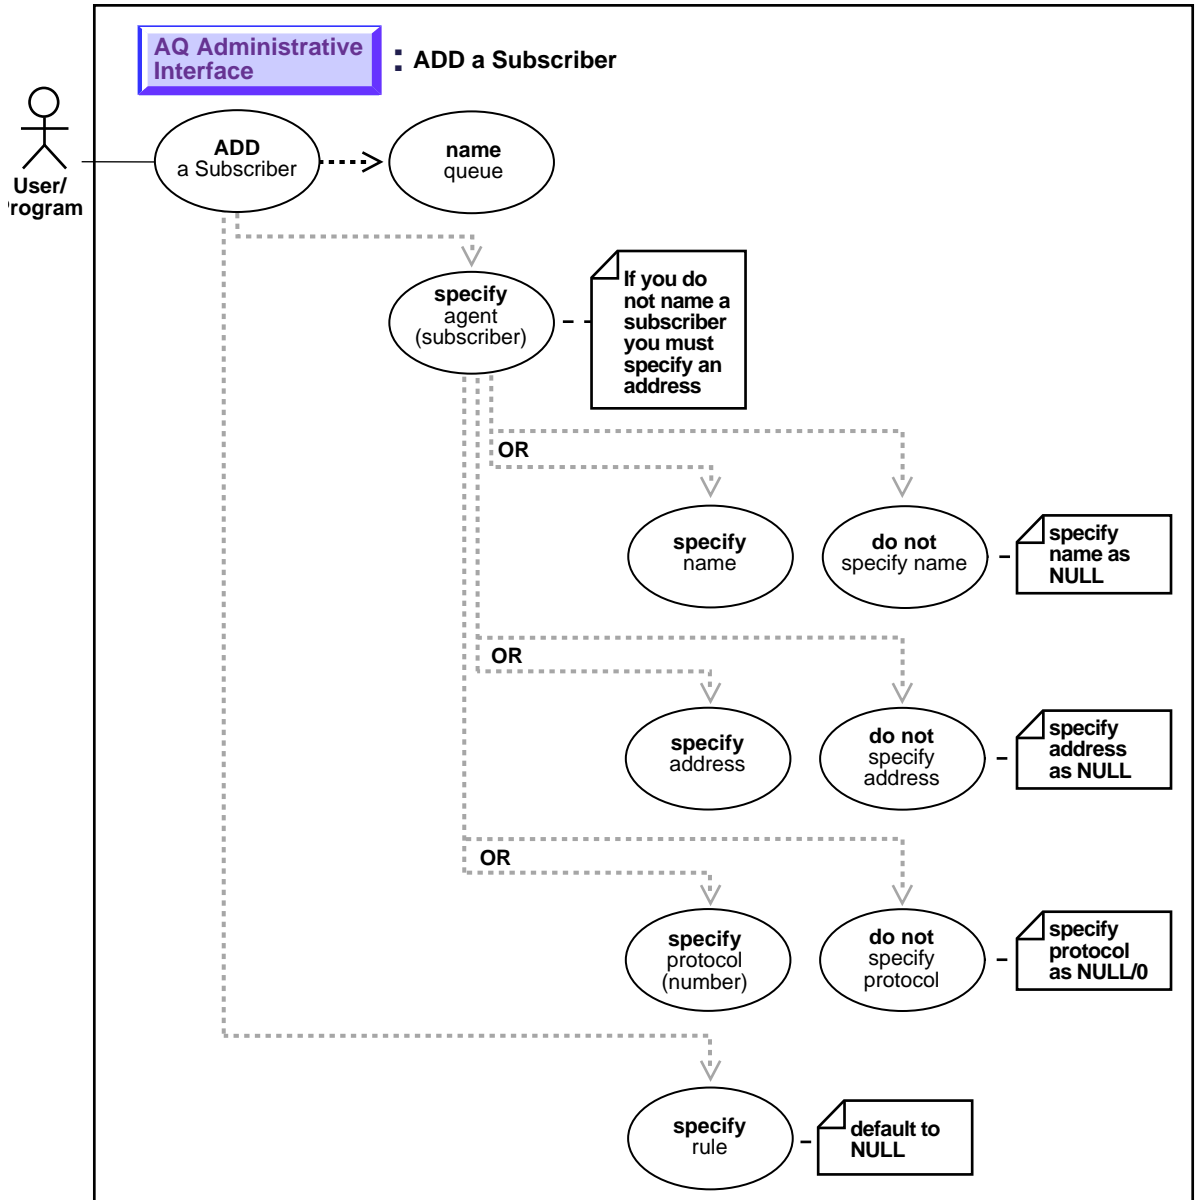 AQ Administrative
Interface
: ADD a Subscriber
User/
Program
ADD
a Subscriber
name
queue
specify
agent
(subscriber)
If you do
not name a
subscriber
you must
specify an
address
OR
specify
name
do not
specify name
specify
name as
NULL
OR
specify
address
do not
specify
address
specify
address
as NULL
OR
specify
protocol
(number)
do not
specify
protocol
specify
protocol
as NULL/0
specify
rule
default to
NULL